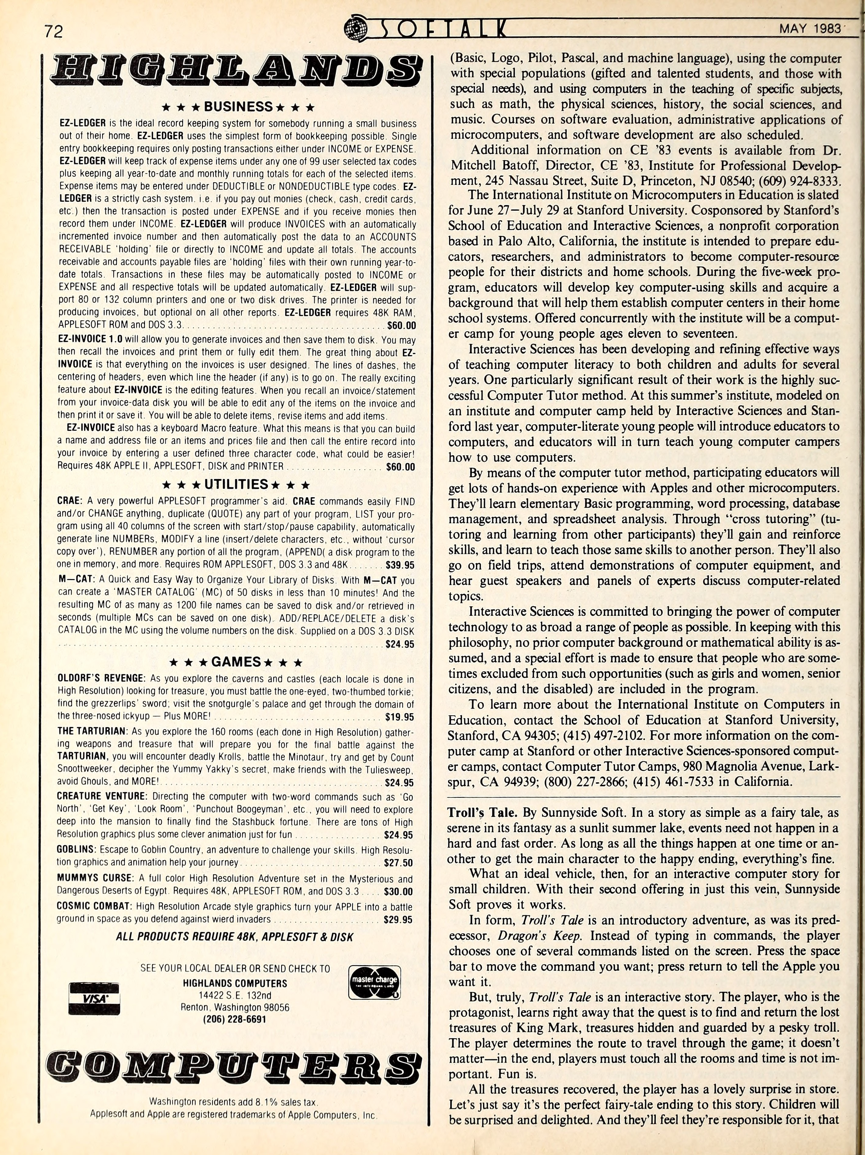 72
SOFTALK
MAY 1983
HIGHLANDS
★ ★ ★ BUSINESS ★ ★ ★
EZ-LEDGER is the ideal record keeping system for somebody running a small business
out of their home. EZ-LEDGER uses the simplest form of bookkeeping possible. Single
entry bookkeeping requires only posting transactions either under INCOME or EXPENSE.
EZ-LEDGER will keep track of expense items under any one of 99 user selected tax codes
plus keeping all year-to-date and monthly running totals for each of the selected items.
Expense items may be entered under DEDUCTIBLE or NONDEDUCTIBLE type codes. EZ-
LEDGER is a strictly cash system. i.e. if you pay out monies (check, cash, credit cards,
etc.) then the transaction is posted under EXPENSE and if you receive monies then
record them under INCOME. EZ-LEDGER will produce INVOICES with an automatically
incremented invoice number and then automatically post the data to an ACCOUNTS
RECEIVABLE 'holding' file or directly to INCOME and update all totals. The accounts
receivable and accounts payable files are 'holding' files with their own running year-to-
date totals. Transactions in these files may be automatically posted to INCOME or
EXPENSE and all respective totals will be updated automatically. EZ-LEDGER will sup-
port 80 or 132 column printers and one or two disk drives. The printer is needed for
producing invoices, but optional on all other reports. EZ-LEDGER requires 48K RAM,
APPLESOFT ROM and DOS 3.3. . . . . . . . . . $60.00
EZ-INVOICE 1.0 will allow you to generate invoices and then save them to disk. You may
then recall the invoices and print them or fully edit them. The great thing about EZ-
INVOICE is that everything on the invoices is user designed. The lines of dashes, the
centering of headers, even which line the header (if any) is to go on. The really exciting
feature about EZ-INVOICE is the editing features. When you recall an invoice/statement
from your invoice-data disk you will be able to edit any of the items on the invoice and
then print it or save it. You will be able to delete items, revise items and add items.
EZ-INVOICE also has a keyboard Macro feature. What this means is that you can build
a name and address file or an items and prices file and then call the entire record into
your invoice by entering a user defined three character code, what could be easier!
Requires 48K APPLE II, APPLESOFT, DISK and PRINTER . . . . . . . . . . $60.00
★ ★ ★ UTILITIES ★ ★ ★
CRAE: A very powerful APPLESOFT programmer's aid. CRAE commands easily FIND
and/or CHANGE anything, duplicate (QUOTE) any part of your program, LIST your pro-
gram using all 40 columns of the screen with start/stop/pause capability, automatically
generate line NUMBERs, MODIFY a line (insert/delete characters, etc., without 'cursor
copy over'), RENUMBER any portion of all the program, (APPEND( a disk program to the
one in memory, and more. Requires ROM APPLESOFT, DOS 3.3 and 48K. . . . . . $39.95
M—CAT: A Quick and Easy Way to Organize Your Library of Disks. With M—CAT you
can create a 'MASTER CATALOG' (MC) of 50 disks in less than 10 minutes! And the
resulting MC of as many as 1200 file names can be saved to disk and/or retrieved in
seconds (multiple MCs can be saved on one disk). ADD/REPLACE/DELETE a disk's
CATALOG in the MC using the volume numbers on the disk. Supplied on a DOS 3.3 DISK
. . . . . . . . . . $24.95
★ ★ ★ GAMES ★ ★ ★
OLDORF'S REVENGE: As you explore the caverns and castles (each locale is done in
High Resolution) looking for treasure, you must battle the one-eyed, two-thumbed torkie;
find the grezzerlips' sword; visit the snotgurgle's palace and get through the domain of
the three-nosed ickyup — Plus MORE! . . . . . . . . . . $19.95
THE TARTURIAN: As you explore the 160 rooms (each done in High Resolution) gather-
ing weapons and treasure that will prepare you for the final battle against the
TARTURIAN, you will encounter deadly Krolls, battle the Minotaur, try and get by Count
Snoottweeker, decipher the Yummy Yakky's secret, make friends with the Tuliesweep,
avoid Ghouls, and MORE!. . . . . . . . . . $24.95
CREATURE VENTURE: Directing the computer with two-word commands such as 'Go
North', 'Get Key', 'Look Room', 'Punchout Boogeyman', etc., you will need to explore
deep into the mansion to finally find the Stashbuck fortune. There are tons of High
Resolution graphics plus some clever animation just for fun . . . . . . . . . . $24.95
GOBLINS: Escape to Goblin Country, an adventure to challenge your skills. High Resolu-
tion graphics and animation help your journey. . . . . . . . . . $27.50
MUMMYS CURSE: A full color High Resolution Adventure set in the Mysterious and
Dangerous Deserts of Egypt. Requires 48K, APPLESOFT ROM, and DOS 3.3 . . . . $30.00
COSMIC COMBAT: High Resolution Arcade style graphics turn your APPLE into a battle
ground in space as you defend against wierd invaders . . . . . . . . . . $29.95
ALL PRODUCTS REQUIRE 48K, APPLESOFT & DISK
SEE YOUR LOCAL DEALER OR SEND CHECK TO
HIGHLANDS COMPUTERS
14422 S.E. 132nd
Renton, Washington 98056
(206) 228-6691
VISA
master charge
COMPUTERS
Washington residents add 8.1% sales tax.
Applesoft and Apple are registered trademarks of Apple Computers, Inc.
(Basic, Logo, Pilot, Pascal, and machine language), using the computer
with special populations (gifted and talented students, and those with
special needs), and using computers in the teaching of specific subjects,
such as math, the physical sciences, history, the social sciences, and
music. Courses on software evaluation, administrative applications of
microcomputers, and software development are also scheduled.
Additional information on CE '83 events is available from Dr.
Mitchell Batoff, Director, CE '83, Institute for Professional Develop-
ment, 245 Nassau Street, Suite D, Princeton, NJ 08540; (609) 924-8333.
The International Institute on Microcomputers in Education is slated
for June 27–July 29 at Stanford University. Cosponsored by Stanford's
School of Education and Interactive Sciences, a nonprofit corporation
based in Palo Alto, California, the institute is intended to prepare edu-
cators, researchers, and administrators to become computer-resource
people for their districts and home schools. During the five-week pro-
gram, educators will develop key computer-using skills and acquire a
background that will help them establish computer centers in their home
school systems. Offered concurrently with the institute will be a comput-
er camp for young people ages eleven to seventeen.
Interactive Sciences has been developing and refining effective ways
of teaching computer literacy to both children and adults for several
years. One particularly significant result of their work is the highly suc-
cessful Computer Tutor method. At this summer's institute, modeled on
an institute and computer camp held by Interactive Sciences and Stan-
ford last year, computer-literate young people will introduce educators to
computers, and educators will in turn teach young computer campers
how to use computers.
By means of the computer tutor method, participating educators will
get lots of hands-on experience with Apples and other microcomputers.
They'll learn elementary Basic programming, word processing, database
management, and spreadsheet analysis. Through "cross tutoring" (tu-
toring and learning from other participants) they'll gain and reinforce
skills, and learn to teach those same skills to another person. They'll also
go on field trips, attend demonstrations of computer equipment, and
hear guest speakers and panels of experts discuss computer-related
topics.
Interactive Sciences is committed to bringing the power of computer
technology to as broad a range of people as possible. In keeping with this
philosophy, no prior computer background or mathematical ability is as-
sumed, and a special effort is made to ensure that people who are some-
times excluded from such opportunities (such as girls and women, senior
citizens, and the disabled) are included in the program.
To learn more about the International Institute on Computers in
Education, contact the School of Education at Stanford University,
Stanford, CA 94305; (415) 497-2102. For more information on the com-
puter camp at Stanford or other Interactive Sciences-sponsored comput-
er camps, contact Computer Tutor Camps, 980 Magnolia Avenue, Lark-
spur, CA 94939; (800) 227-2866; (415) 461-7533 in California.
Troll's Tale. By Sunnyside Soft. In a story as simple as a fairy tale, as
serene in its fantasy as a sunlit summer lake, events need not happen in a
hard and fast order. As long as all the things happen at one time or an-
other to get the main character to the happy ending, everything's fine.
What an ideal vehicle, then, for an interactive computer story for
small children. With their second offering in just this vein, Sunnyside
Soft proves it works.
In form, Troll's Tale is an introductory adventure, as was its pred-
ecessor, Dragon's Keep. Instead of typing in commands, the player
chooses one of several commands listed on the screen. Press the space
bar to move the command you want; press return to tell the Apple you
want it.
But, truly, Troll's Tale is an interactive story. The player, who is the
protagonist, learns right away that the quest is to find and return the lost
treasures of King Mark, treasures hidden and guarded by a pesky troll.
The player determines the route to travel through the game; it doesn't
matter—in the end, players must touch all the rooms and time is not im-
portant. Fun is.
All the treasures recovered, the player has a lovely surprise in store.
Let's just say it's the perfect fairy-tale ending to this story. Children will
be surprised and delighted. And they'll feel they're responsible for it, that